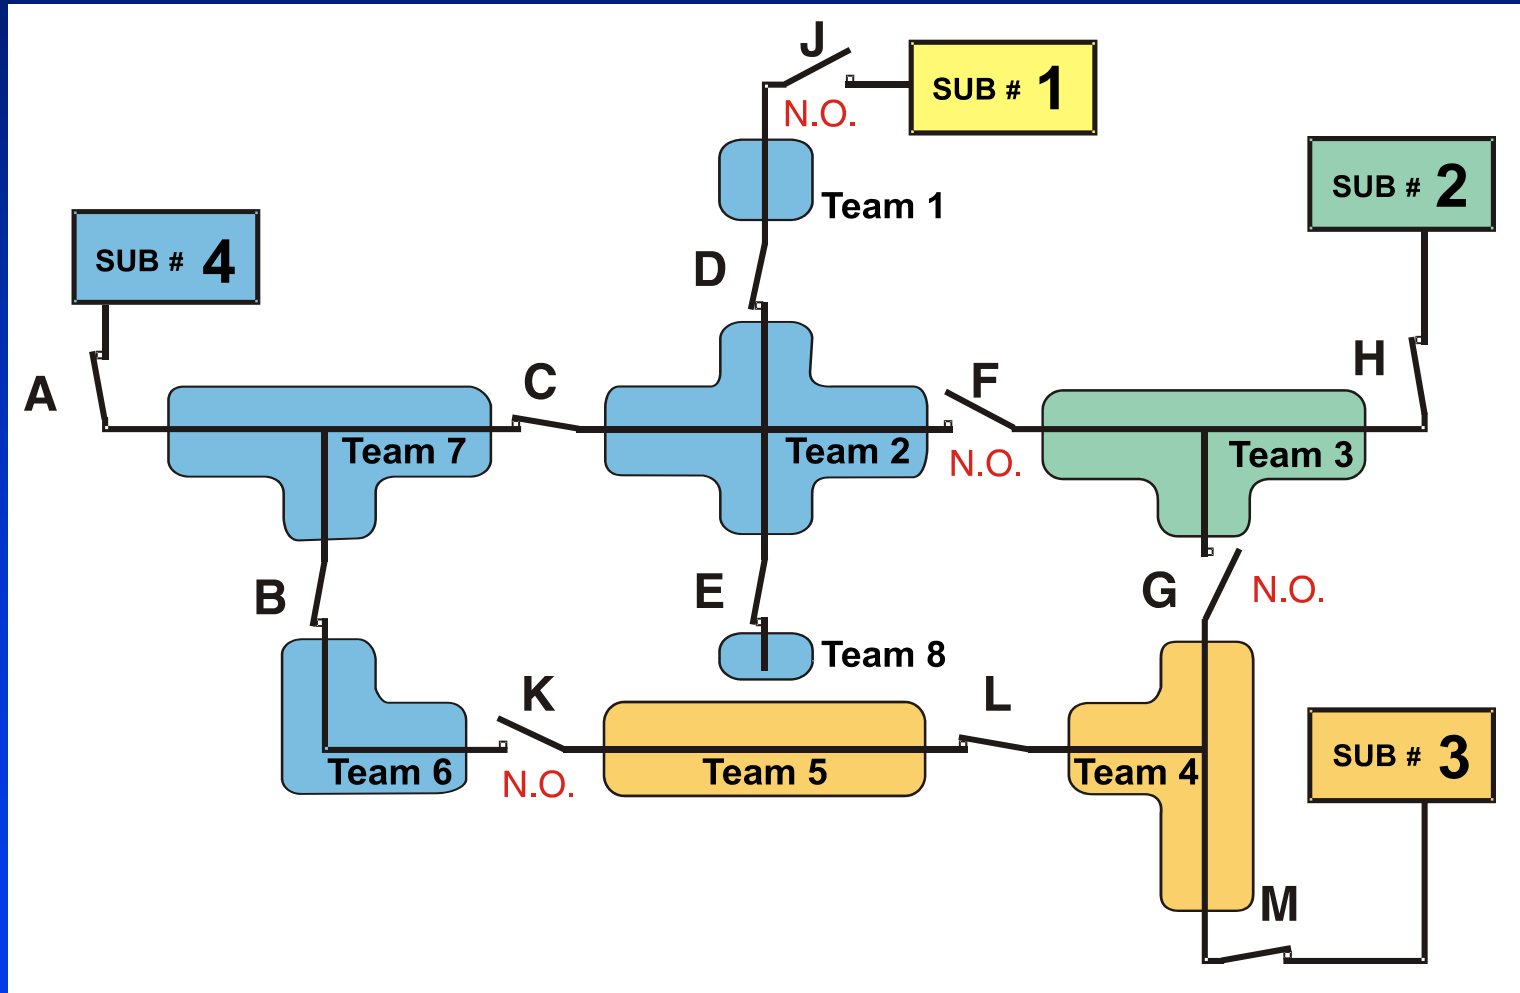 J
SUB # 1
N.O.
SUB # 2
Team 1
SUB # 4
D
H
A
C
F
Team 7
Team 2
N.O.
Team 3
B
E
G
N.O.
Team 8
K
L
N.O.
Team 6
Team 5
Team 4
SUB # 3
M